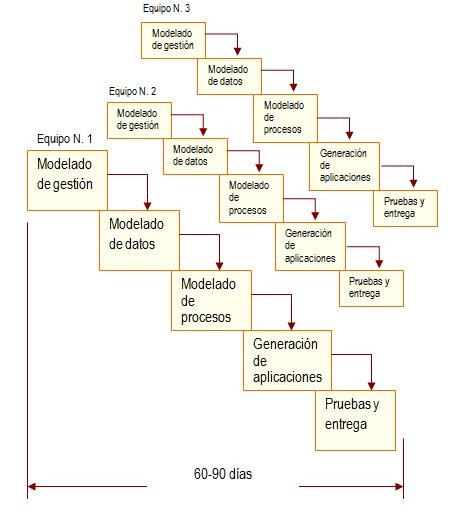 Equipo N. 3
Modelado
de gestión
Modelado
de datos
Modelado
de
procesos
Generación
de
aplicaciones
Pruebas y
entrega
Equipo N. 2
Modelado
de gestión
Modelado
de datos
Modelado
de
procesos
Generación
de
aplicaciones
Pruebas y
entrega
Equipo N. 1
Modelado
de gestión
Modelado
de datos
Modelado
de
procesos
Generación
de
aplicaciones
Pruebas y
entrega
60-90 días